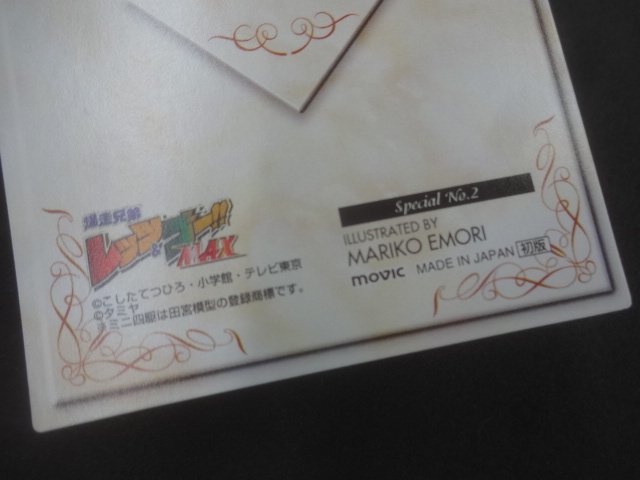 爆走兄弟
レッツ&ゴー!!
MAX
©こしたてつひろ・小学館・テレビ東京
©タミヤ
※ミニ四駆は田宮模型の登録商標です。
Special No.2
ILLUSTRATED BY
MARIKO EMORI
movic MADE IN JAPAN 初版